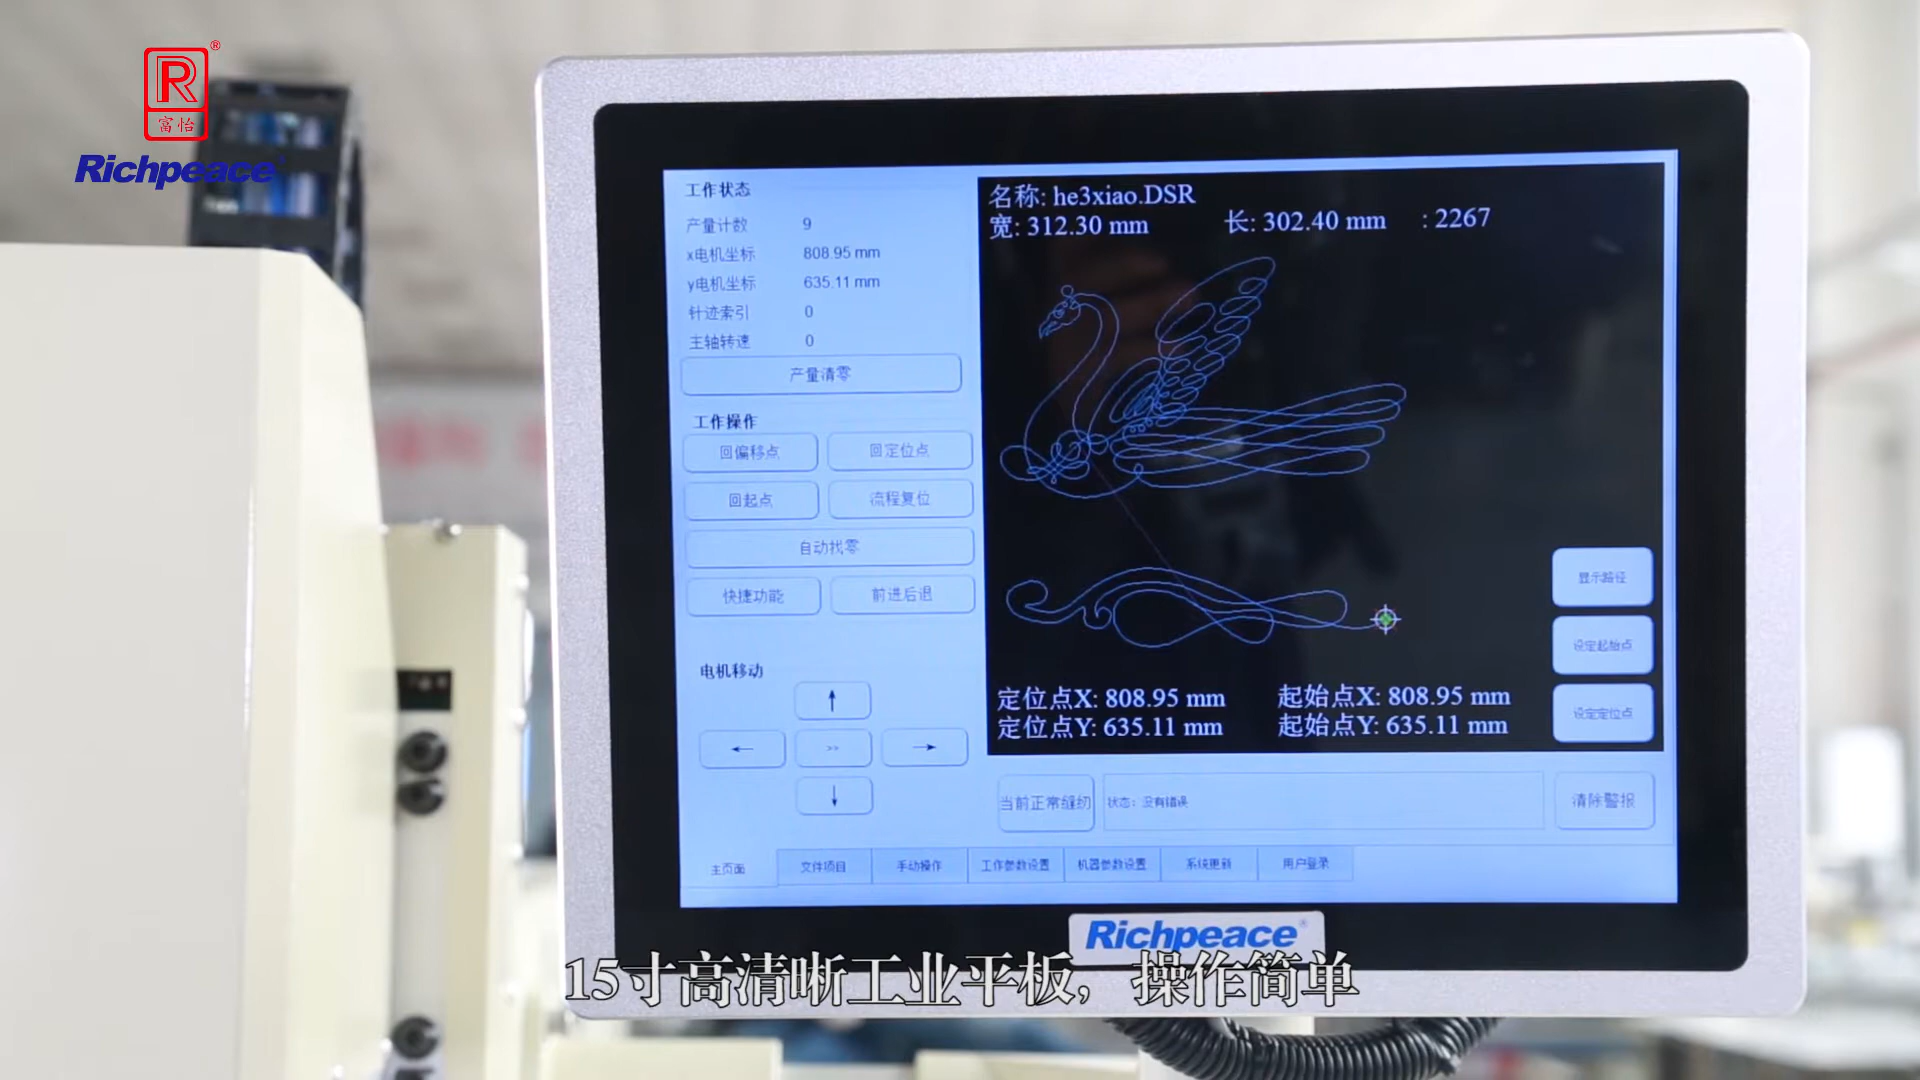 R®
富怡
Richpeace
工作状态
产量计数 9
x电机坐标 808.95 mm
y电机坐标 635.11 mm
针迹索引 0
主轴转速 0
产量清零
工作操作
回偏移点 回定位点
回起点 流程复位
自动找零
快捷功能 前进后退
电机移动
↑
← >> →
↓
名称: he3xiao.DSR
宽: 312.30 mm 长: 302.40 mm : 2267
显示路径
设定起始点
设定定位点
定位点X: 808.95 mm 起始点X: 808.95 mm
定位点Y: 635.11 mm 起始点Y: 635.11 mm
当前正常缝纫 状态: 没有错误 清除警报
主页面 文件项目 手动操作 工作参数设置 机器参数设置 系统更新 用户登录
Richpeace®
15寸高清晰工业平板，操作简单